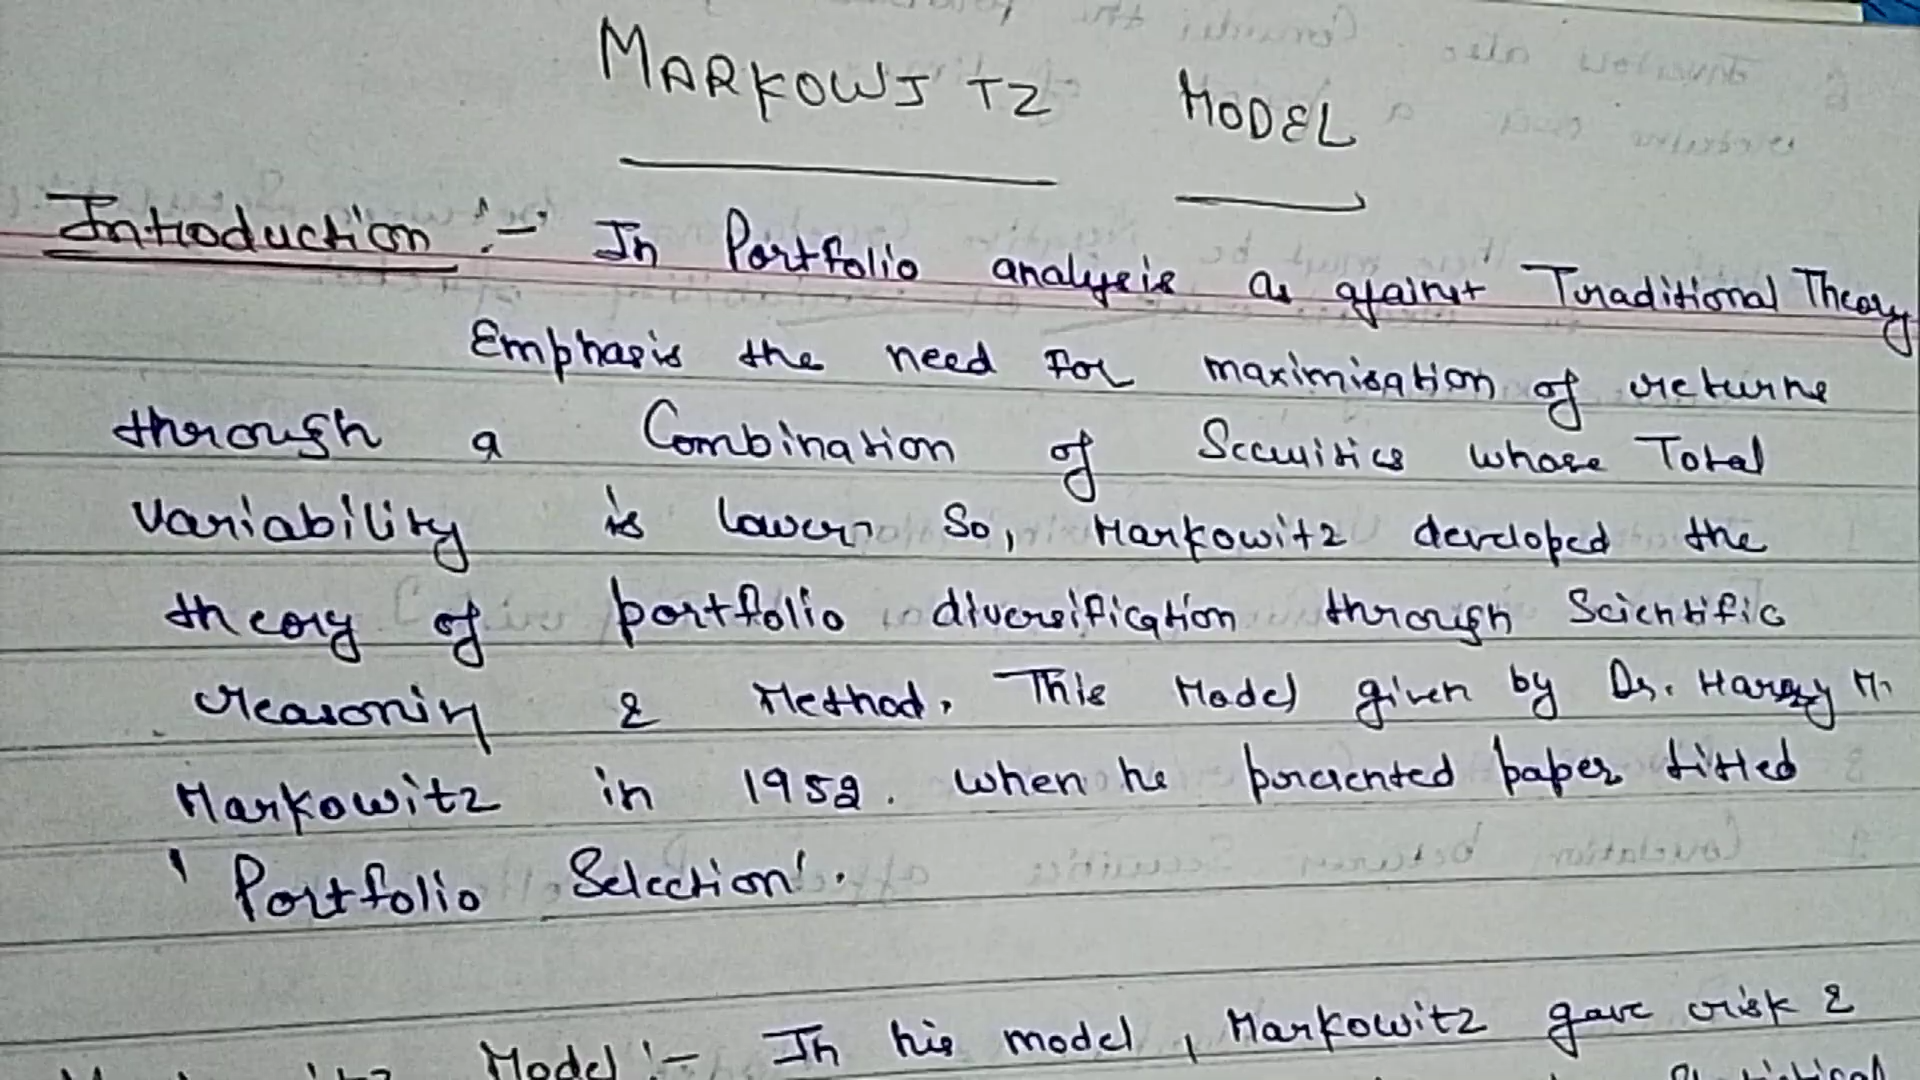 MARKOWITZ MODEL
Introduction :- In Portfolio analysis as against Traditional Theory
Emphasis the need for maximisation of returns
through a Combination of Securities whose Total
Variability is lower. So, Markowitz developed the
theory of portfolio diversification through Scientific
reasoning & Method. This Model given by Dr. Harry M.
Markowitz in 1952. When he presented paper titled
'Portfolio Selection'.
Model :- In his model, Markowitz gave risk &